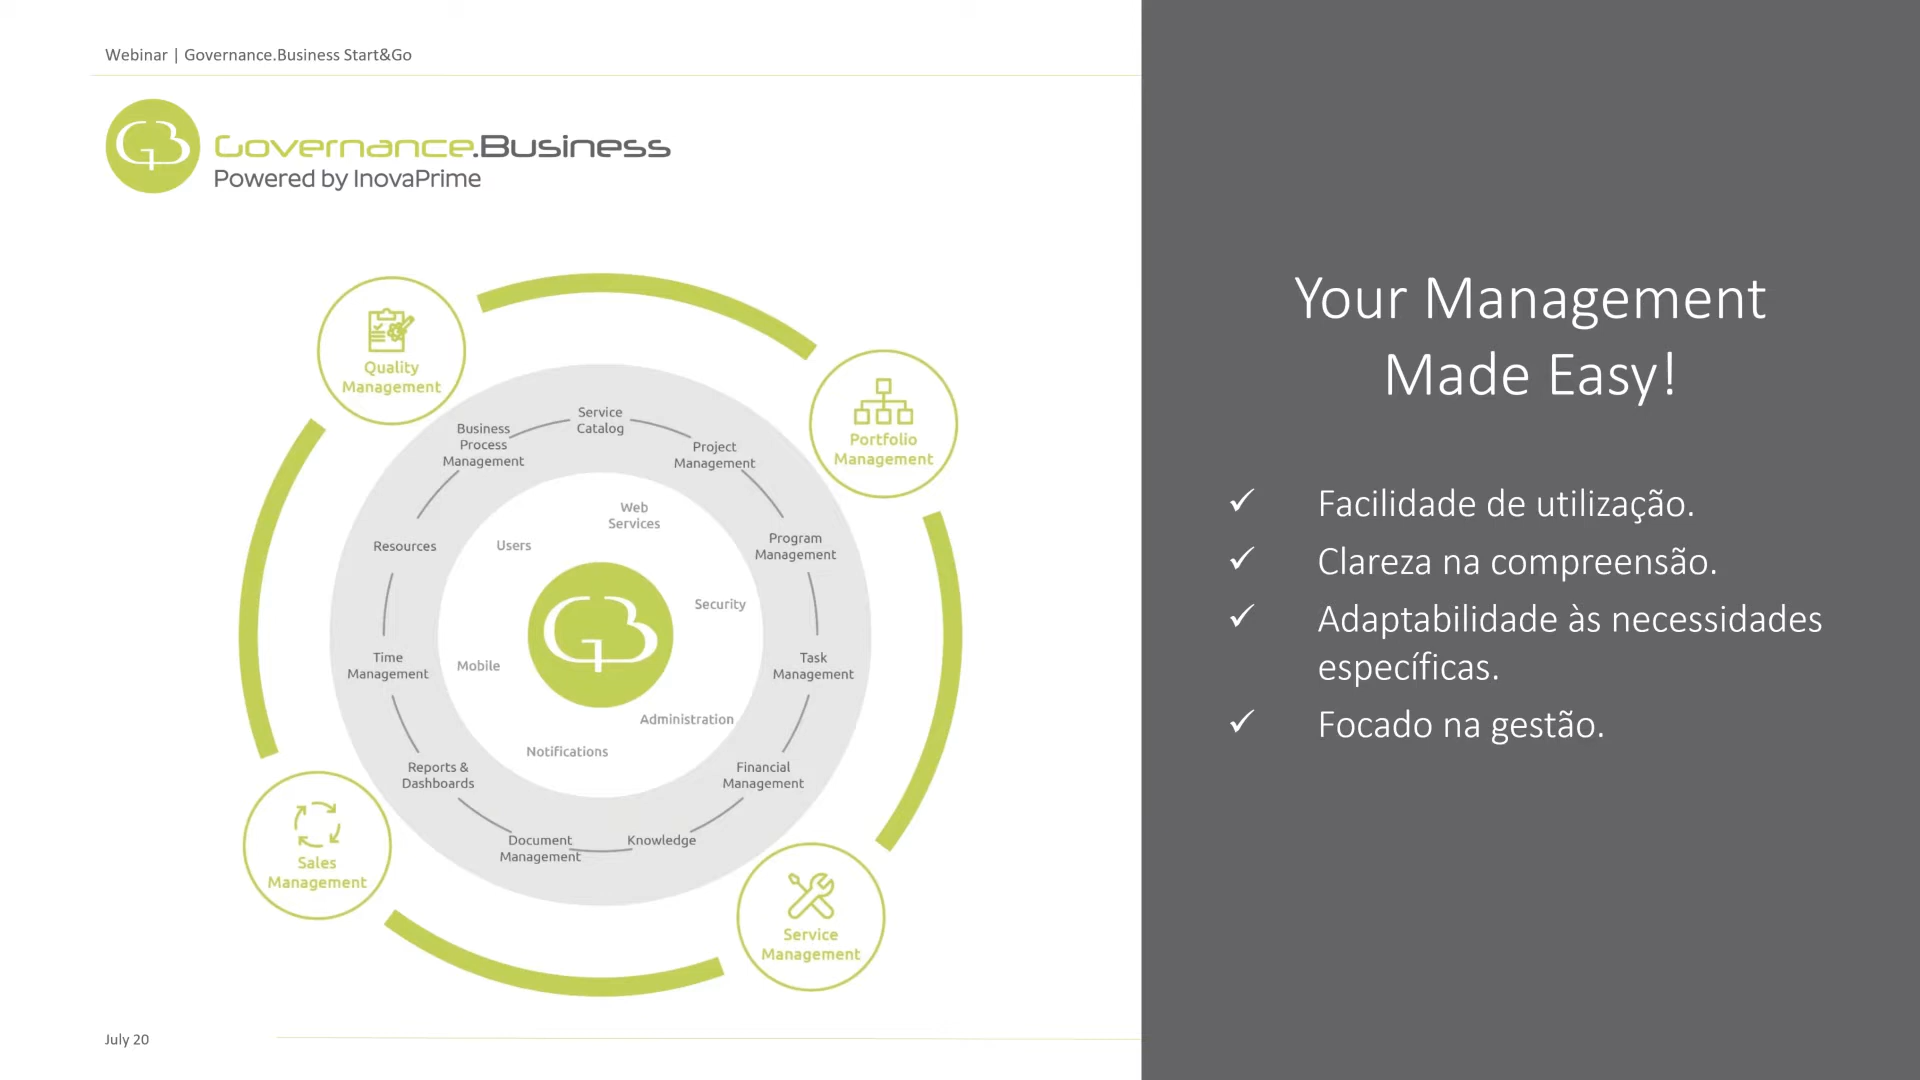 Webinar | Governance.Business Start&Go
Governance.Business
Powered by InovaPrime
Quality
Management
Portfolio
Management
Service
Management
Sales
Management
Service
Catalog
Project
Management
Program
Management
Task
Management
Financial
Management
Knowledge
Document
Management
Reports &
Dashboards
Time
Management
Resources
Business
Process
Management
Web
Services
Security
Administration
Notifications
Mobile
Users
GB
July 20
Your Management
Made Easy!
✓ Facilidade de utilização.
✓ Clareza na compreensão.
✓ Adaptabilidade às necessidades
específicas.
✓ Focado na gestão.